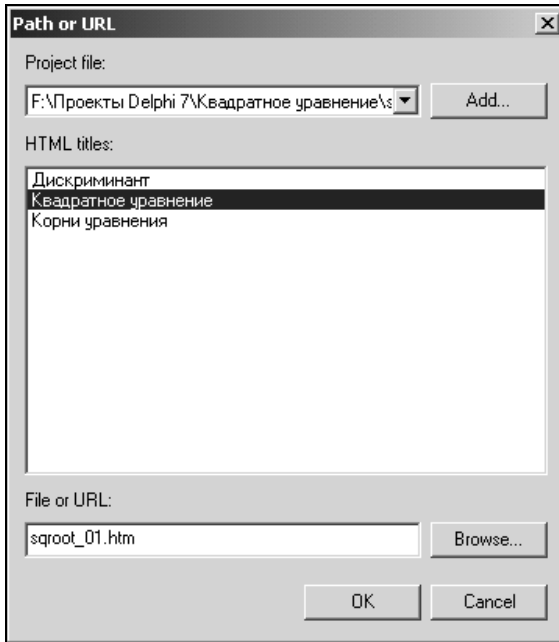 Path or URL
Project file:
F:\Проекты Delphi 7\Квадратное уравнение\s
Add...
HTML titles:
Дискриминант
Квадратное уравнение
Корни уравнения
File or URL:
sqroot_01.htm
Browse...
OK
Cancel